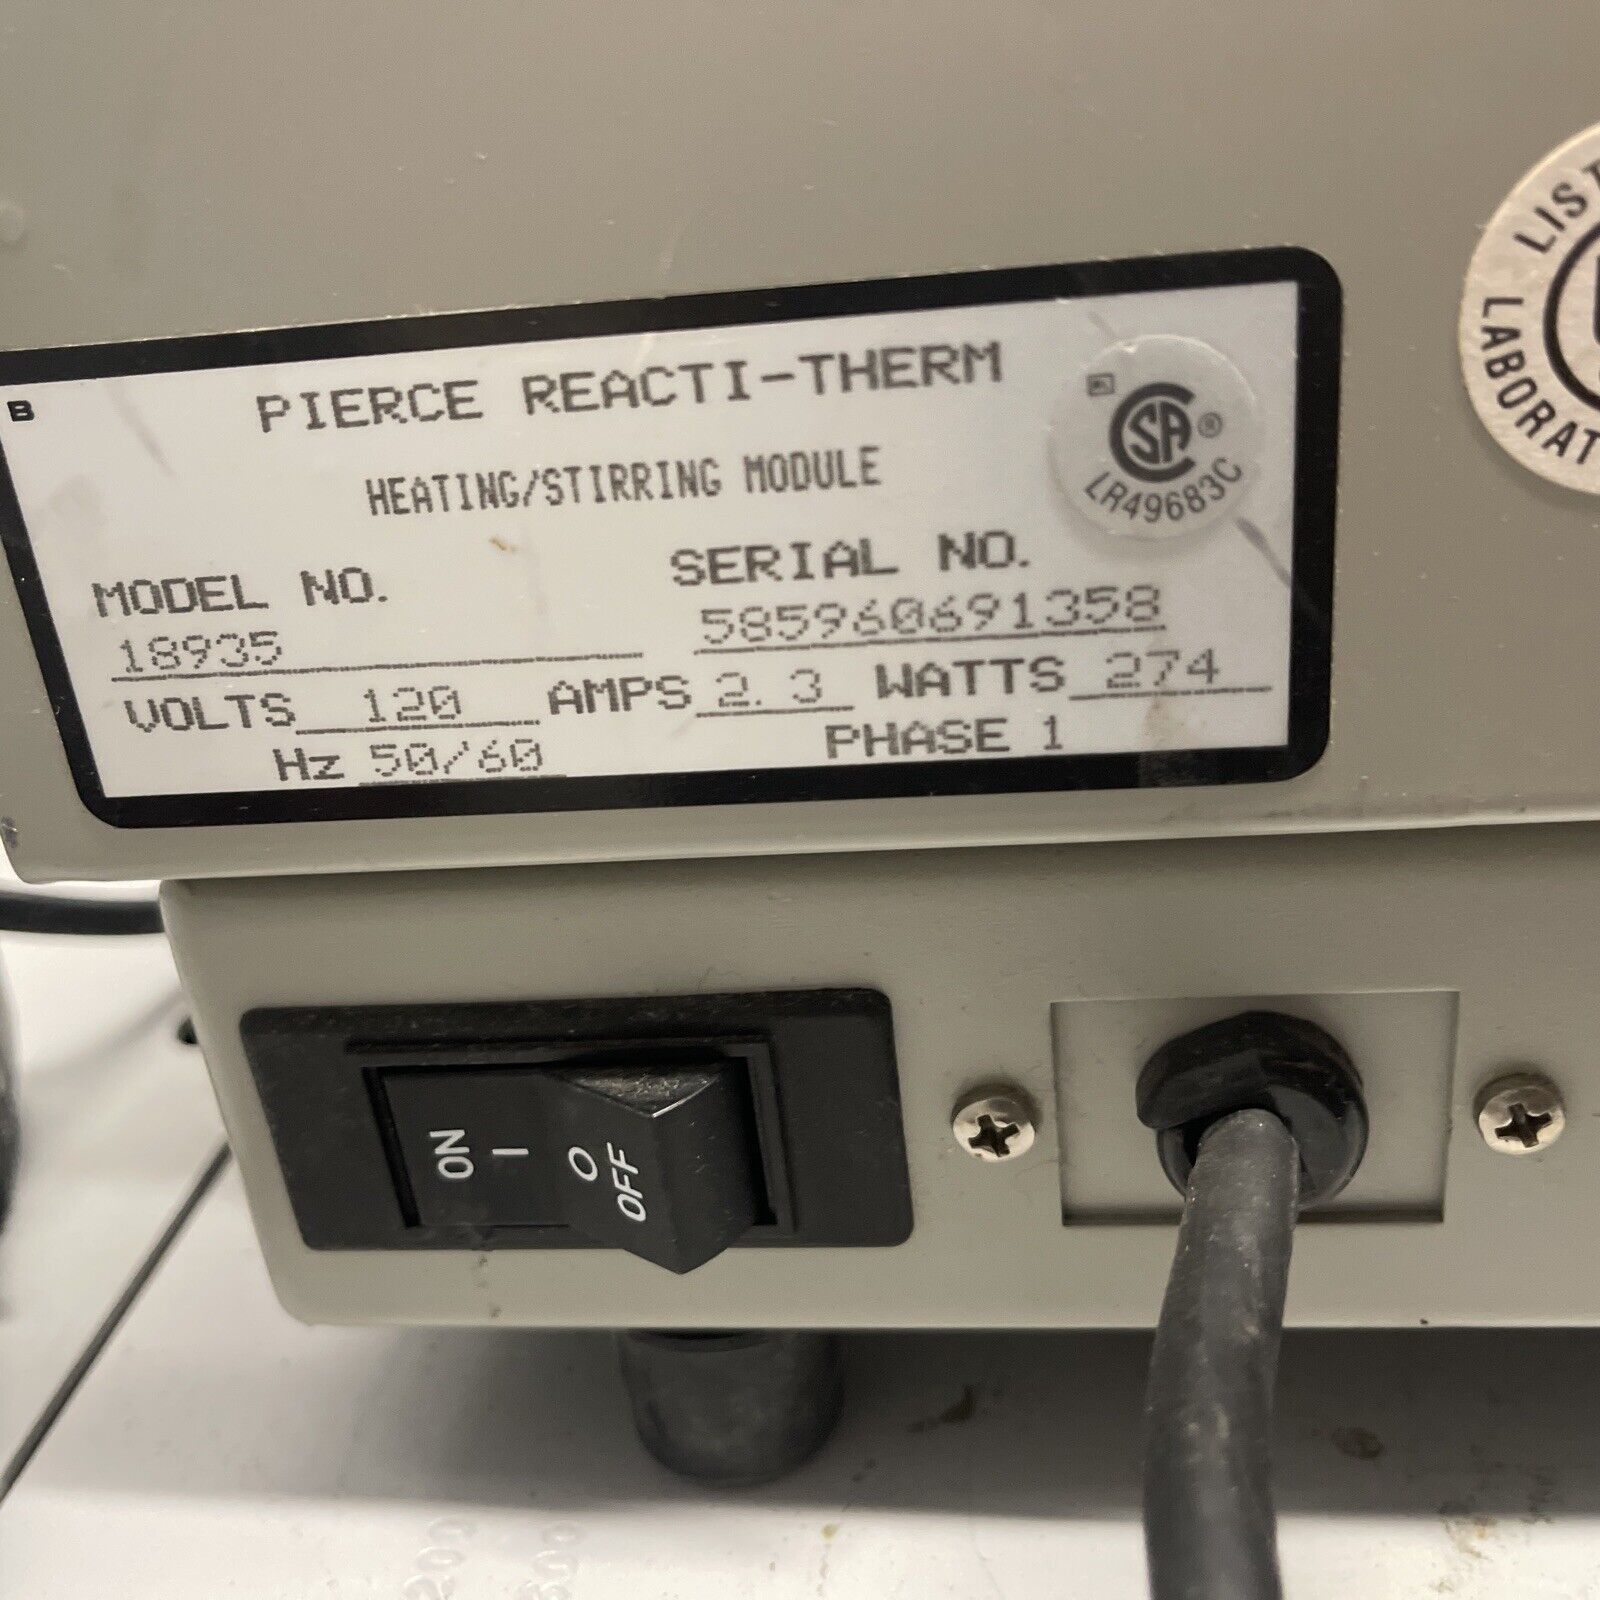 B
PIERCE REACTI-THERM
HEATING/STIRRING MODULE
CSA ®
LR49683C
MODEL NO. SERIAL NO.
18935 585960691358
VOLTS 120 AMPS 2.3 WATTS 274
Hz 50/60 PHASE 1
ON
OFF